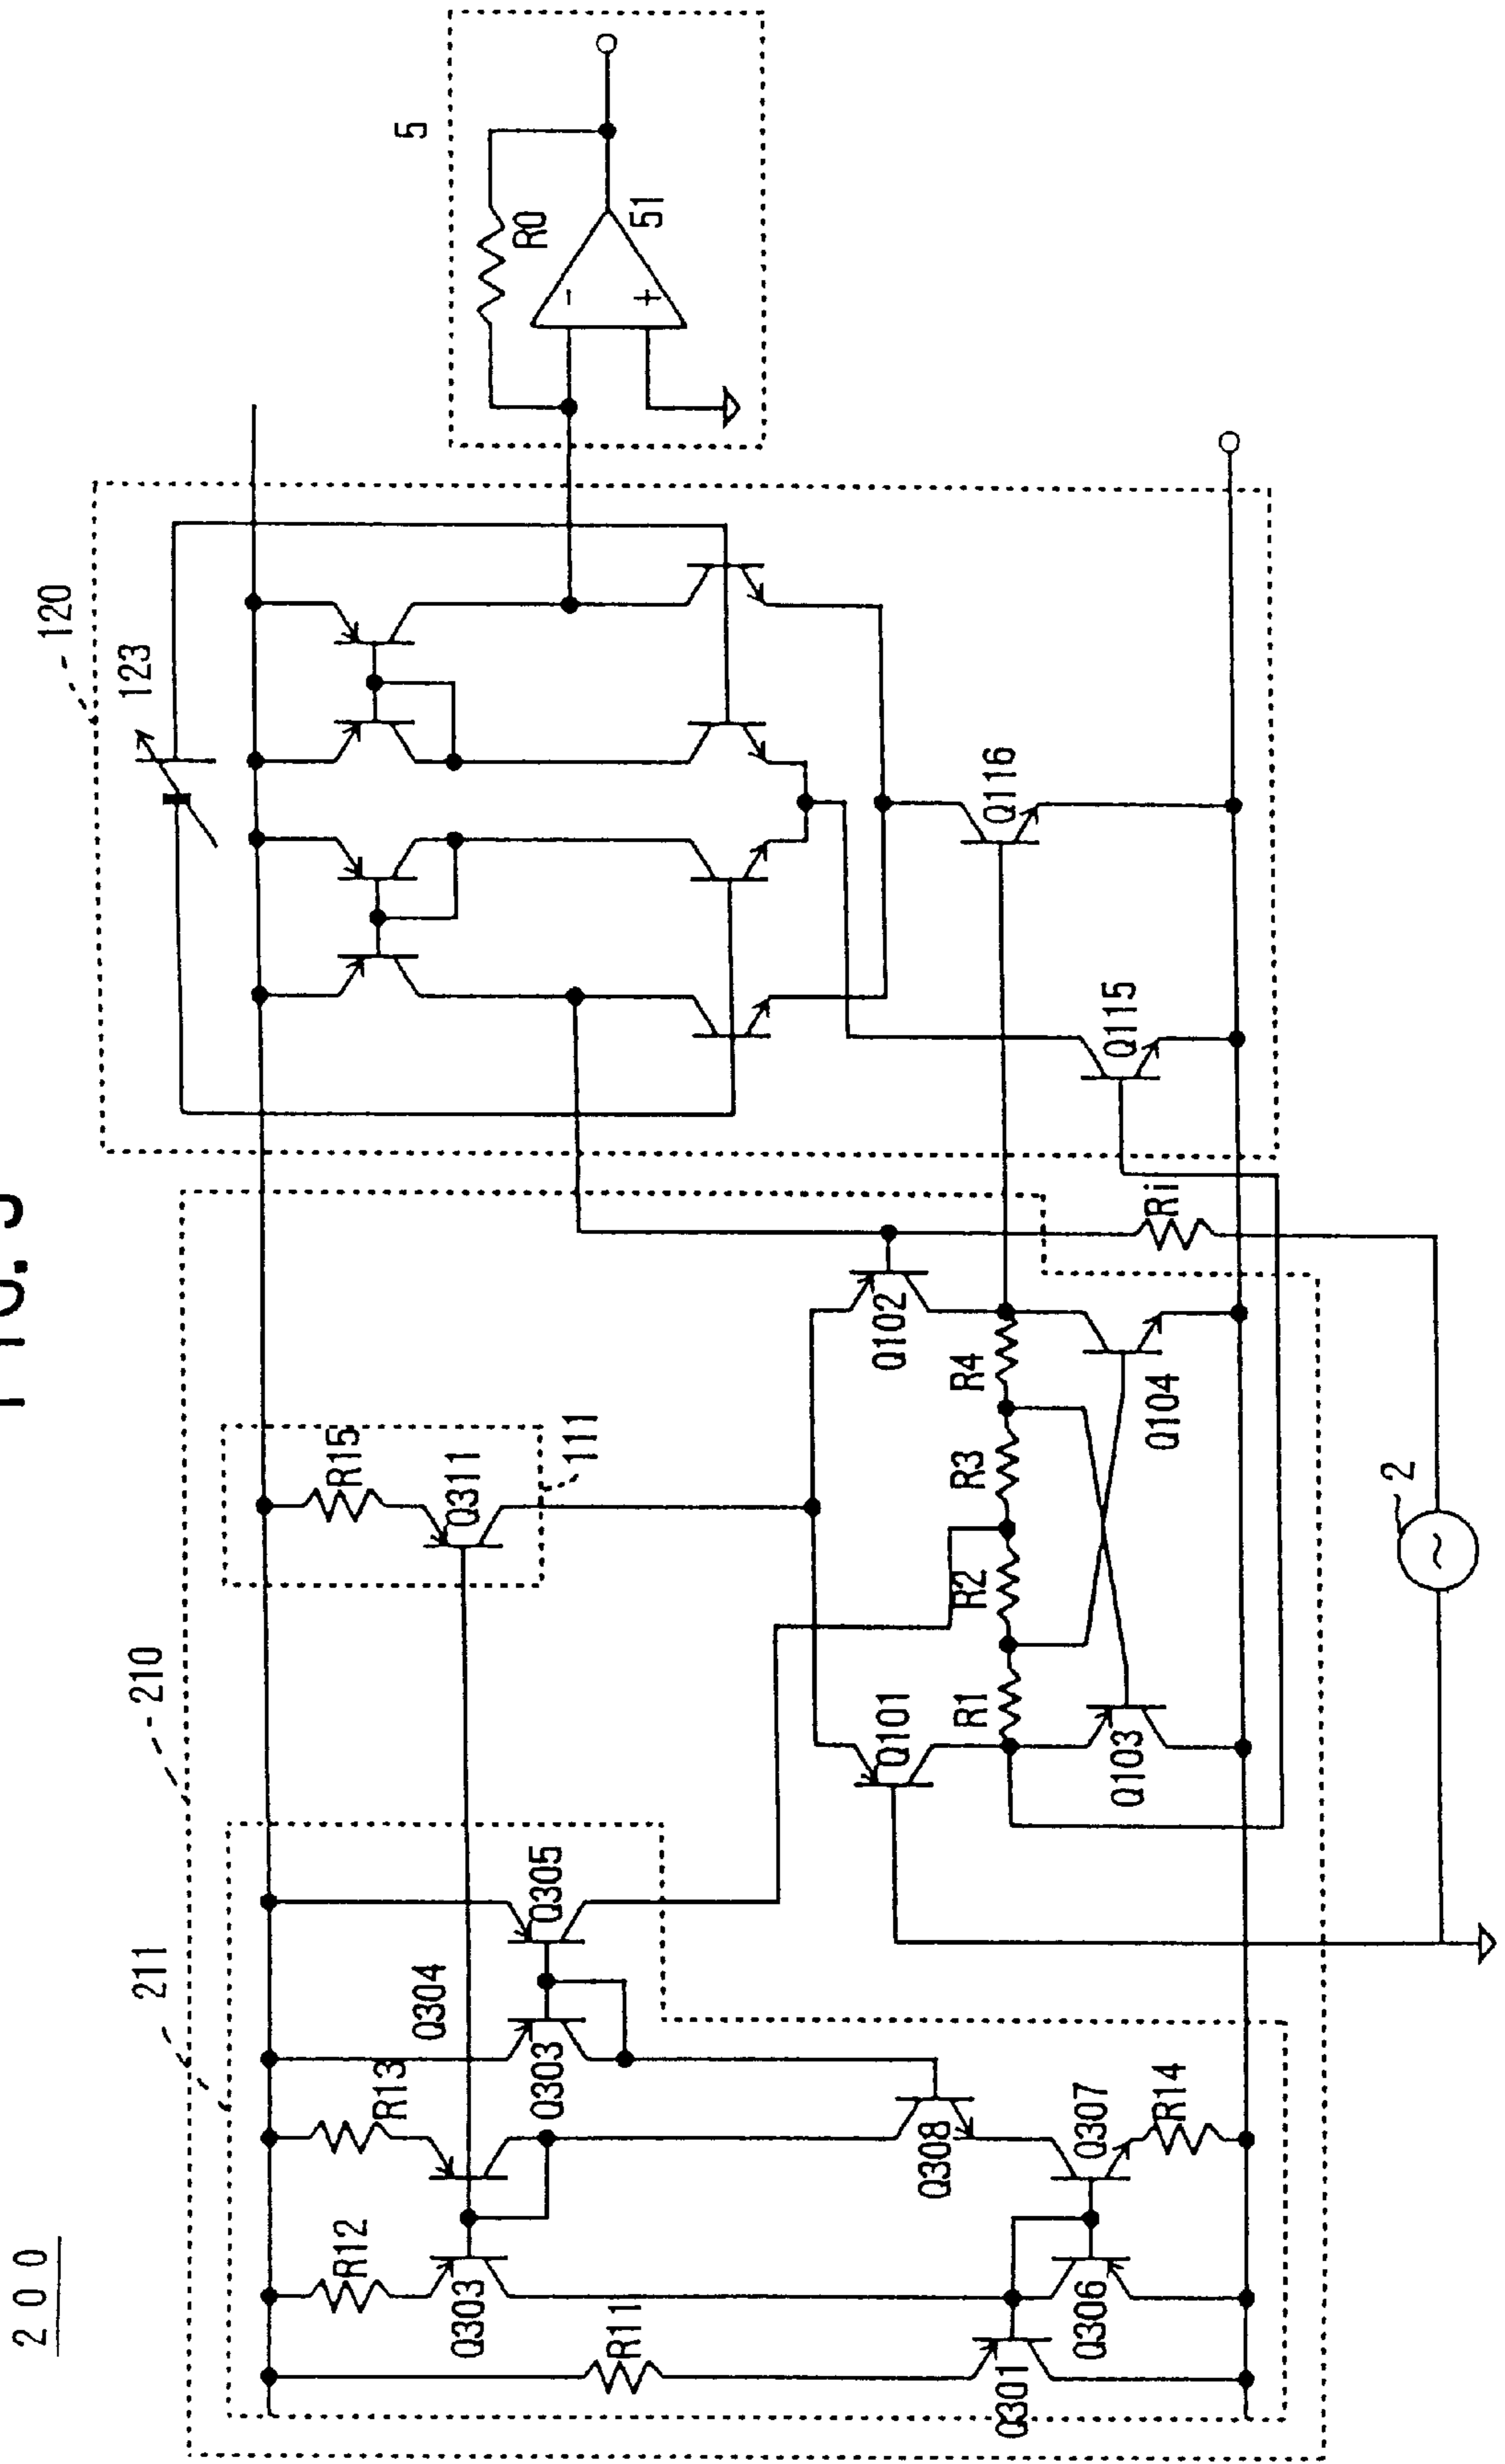 FIG. 5
200
210
211
R12
R13
Q303
Q304
Q303
Q305
R11
Q301
Q306
Q307
Q308
R14
R15
Q311
111
Q101
Q102
R1
R2
R3
R4
Q103
Q104
Ri
2
120
123
Q115
Q116
5
R0
-
+
51
~